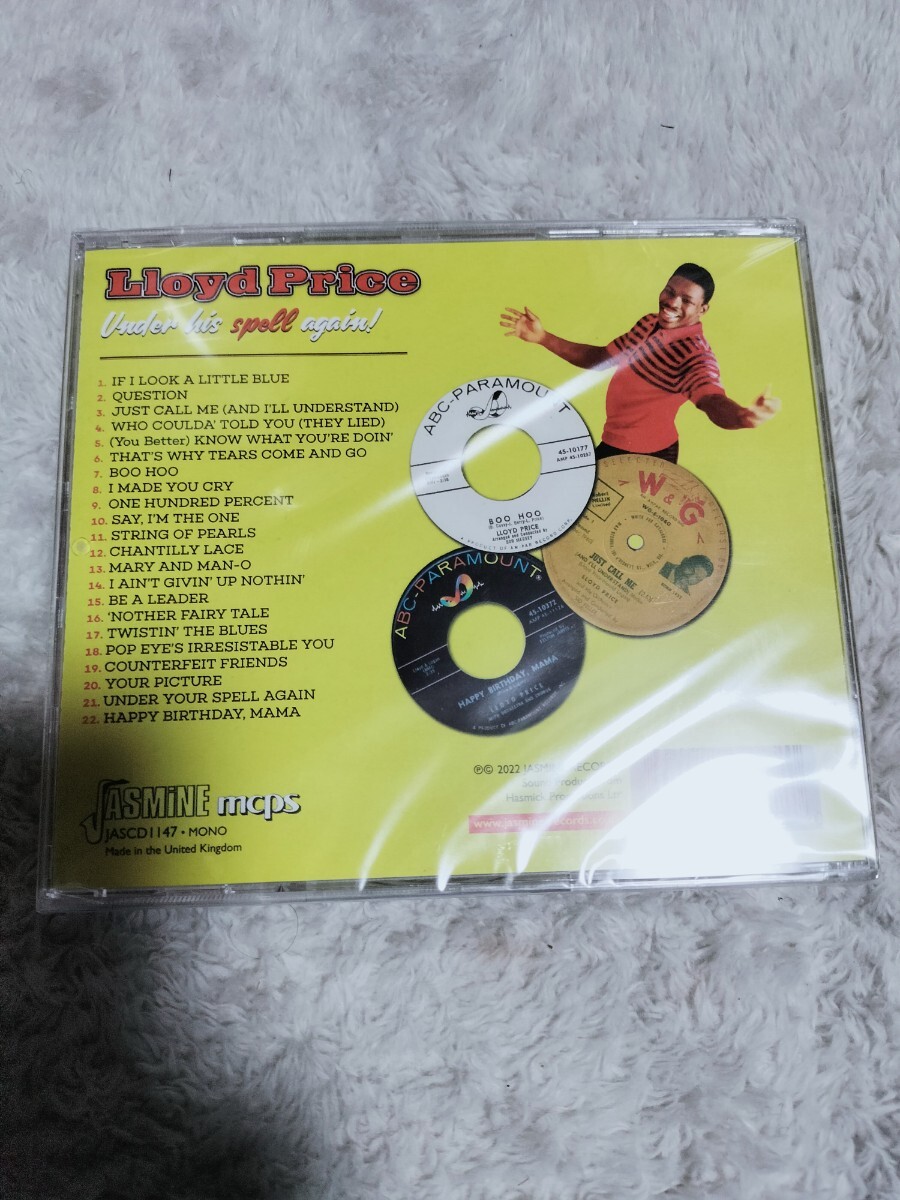 Lloyd Price
Under his spell again!
1. IF I LOOK A LITTLE BLUE
2. QUESTION
3. JUST CALL ME (AND I'LL UNDERSTAND)
4. WHO COULDA' TOLD YOU (THEY LIED)
5. (You Better) KNOW WHAT YOU'RE DOIN'
6. THAT'S WHY TEARS COME AND GO
7. BOO HOO
8. I MADE YOU CRY
9. ONE HUNDRED PERCENT
10. SAY, I'M THE ONE
11. STRING OF PEARLS
12. CHANTILLY LACE
13. MARY AND MAN-O
14. I AIN'T GIVIN' UP NOTHIN'
15. BE A LEADER
16. 'NOTHER FAIRY TALE
17. TWISTIN' THE BLUES
18. POP EYE'S IRRESISTABLE YOU
19. COUNTERFEIT FRIENDS
20. YOUR PICTURE
21. UNDER YOUR SPELL AGAIN
22. HAPPY BIRTHDAY, MAMA
ABC-PARAMOUNT
45-10177
BOO HOO
LLOYD PRICE
W & G
JUST CALL ME
LLOYD PRICE
ABC-PARAMOUNT
45-10372
HAPPY BIRTHDAY, MAMA
LLOYD PRICE
℗© 2022
Hasmick
JASMINE mcps
JASCD1147 • MONO
Made in the United Kingdom